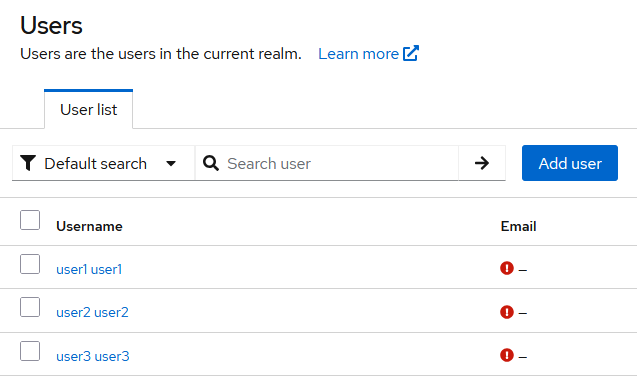 Users
Users are the users in the current realm. Learn more
User list
Default search Search user Add user
Username Email
user1 user1 –
user2 user2 –
user3 user3 –